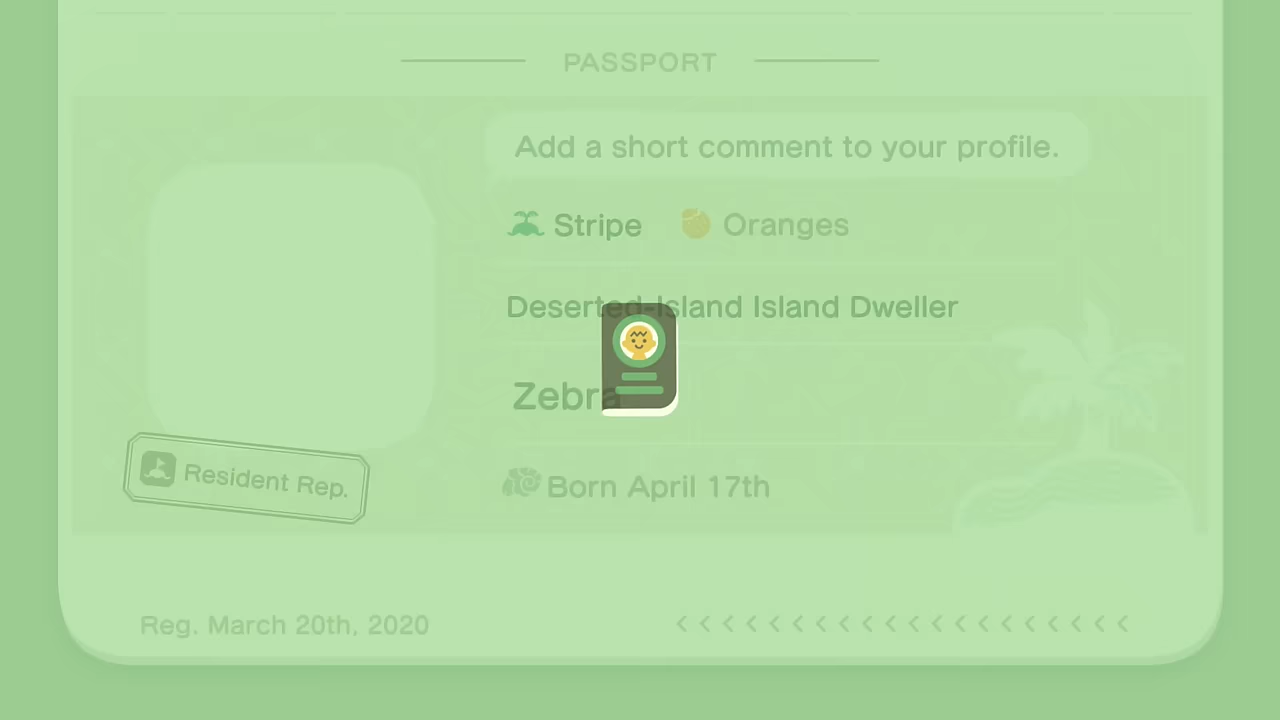 PASSPORT
Add a short comment to your profile.
Stripe Oranges
Deserted-Island Island Dweller
Zebra
Resident Rep.
Born April 17th
Reg. March 20th, 2020 <<<<<<<<<<<<<<<<<<<<